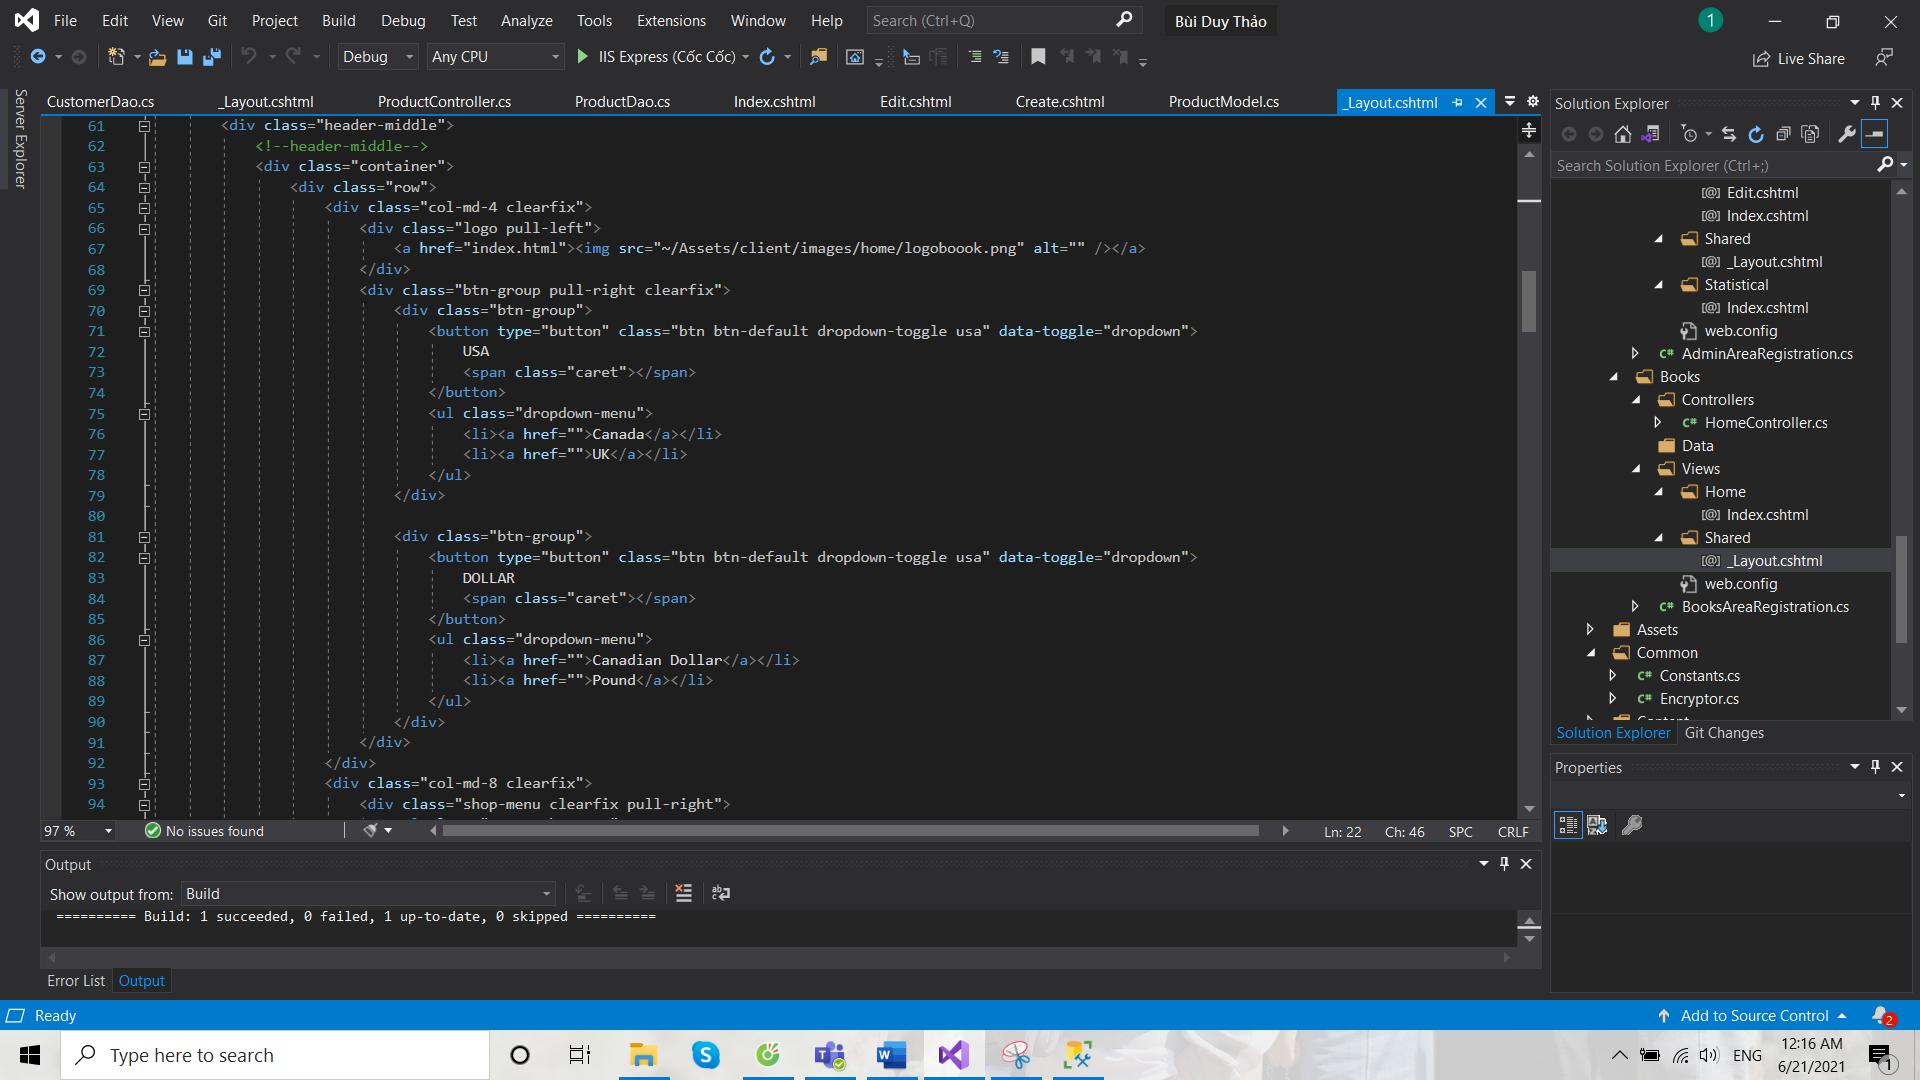 File Edit View Git Project Build Debug Test Analyze Tools Extensions Window Help Search (Ctrl+Q) Bùi Duy Thảo 1
Debug Any CPU IIS Express (Cốc Cốc) Live Share
Server Explorer
CustomerDao.cs _Layout.cshtml ProductController.cs ProductDao.cs Index.cshtml Edit.cshtml Create.cshtml ProductModel.cs _Layout.cshtml
61 <div class="header-middle">
62 <!--header-middle-->
63 <div class="container">
64 <div class="row">
65 <div class="col-md-4 clearfix">
66 <div class="logo pull-left">
67 <a href="index.html"><img src="~/Assets/client/images/home/logoboook.png" alt="" /></a>
68 </div>
69 <div class="btn-group pull-right clearfix">
70 <div class="btn-group">
71 <button type="button" class="btn btn-default dropdown-toggle usa" data-toggle="dropdown">
72 USA
73 <span class="caret"></span>
74 </button>
75 <ul class="dropdown-menu">
76 <li><a href="">Canada</a></li>
77 <li><a href="">UK</a></li>
78 </ul>
79 </div>
80
81 <div class="btn-group">
82 <button type="button" class="btn btn-default dropdown-toggle usa" data-toggle="dropdown">
83 DOLLAR
84 <span class="caret"></span>
85 </button>
86 <ul class="dropdown-menu">
87 <li><a href="">Canadian Dollar</a></li>
88 <li><a href="">Pound</a></li>
89 </ul>
90 </div>
91 </div>
92 </div>
93 <div class="col-md-8 clearfix">
94 <div class="shop-menu clearfix pull-right">
97 % No issues found Ln: 22 Ch: 46 SPC CRLF
Output
Show output from: Build
========== Build: 1 succeeded, 0 failed, 1 up-to-date, 0 skipped ==========
Error List Output
Solution Explorer
Search Solution Explorer (Ctrl+;)
Edit.cshtml
Index.cshtml
Shared
_Layout.cshtml
Statistical
Index.cshtml
web.config
C# AdminAreaRegistration.cs
Books
Controllers
C# HomeController.cs
Data
Views
Home
Index.cshtml
Shared
_Layout.cshtml
web.config
C# BooksAreaRegistration.cs
Assets
Common
C# Constants.cs
C# Encryptor.cs
Solution Explorer Git Changes
Properties
Ready Add to Source Control 2
Type here to search ENG 12:16 AM
6/21/2021 1